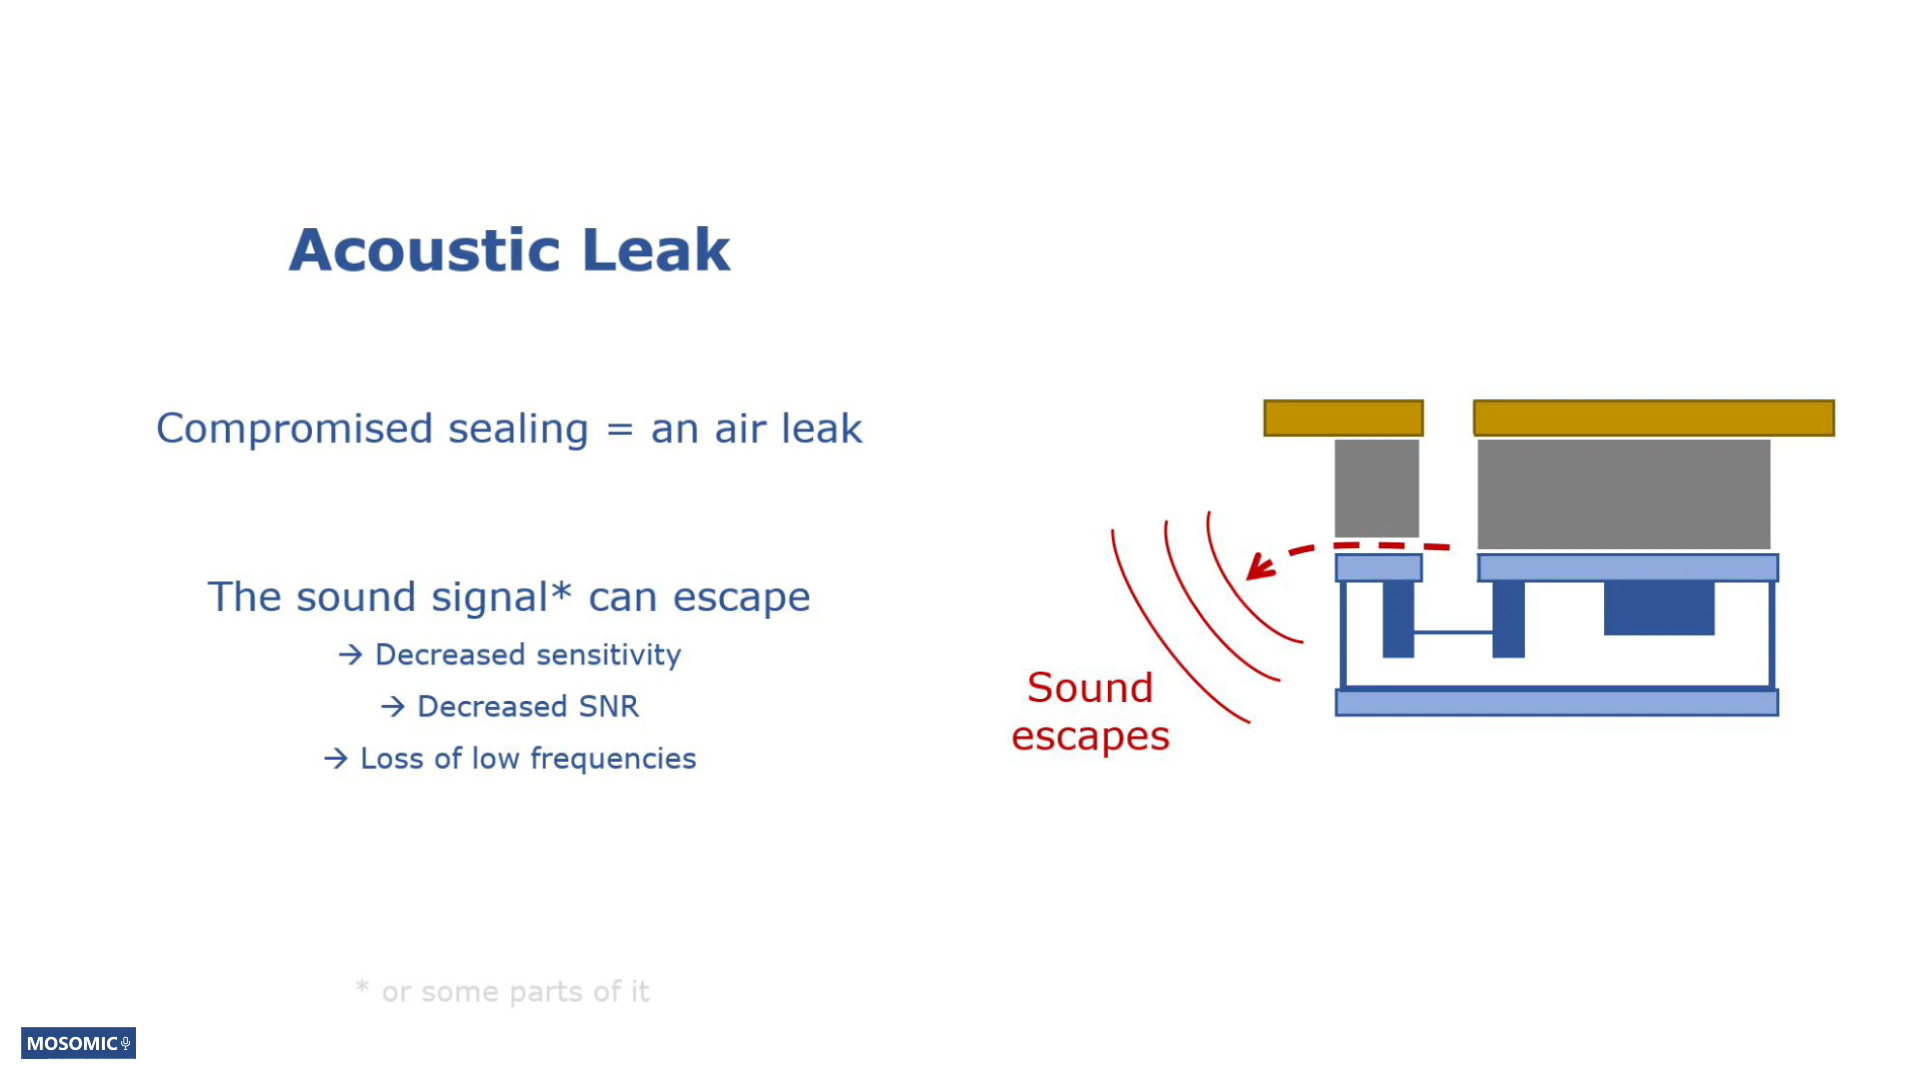 Acoustic Leak
Compromised sealing = an air leak
The sound signal* can escape
→ Decreased sensitivity
→ Decreased SNR
→ Loss of low frequencies
Sound
escapes
* or some parts of it
MOSOMIC